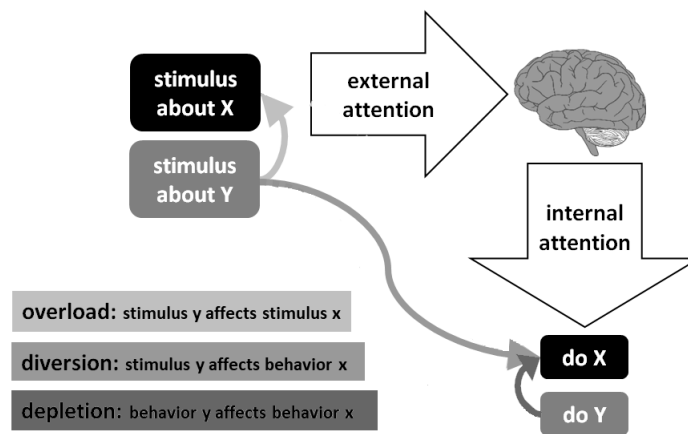 stimulus
about X
external
attention
stimulus
about Y
internal
attention
overload: stimulus y affects stimulus x
diversion: stimulus y affects behavior x
do X
depletion: behavior y affects behavior x
do Y